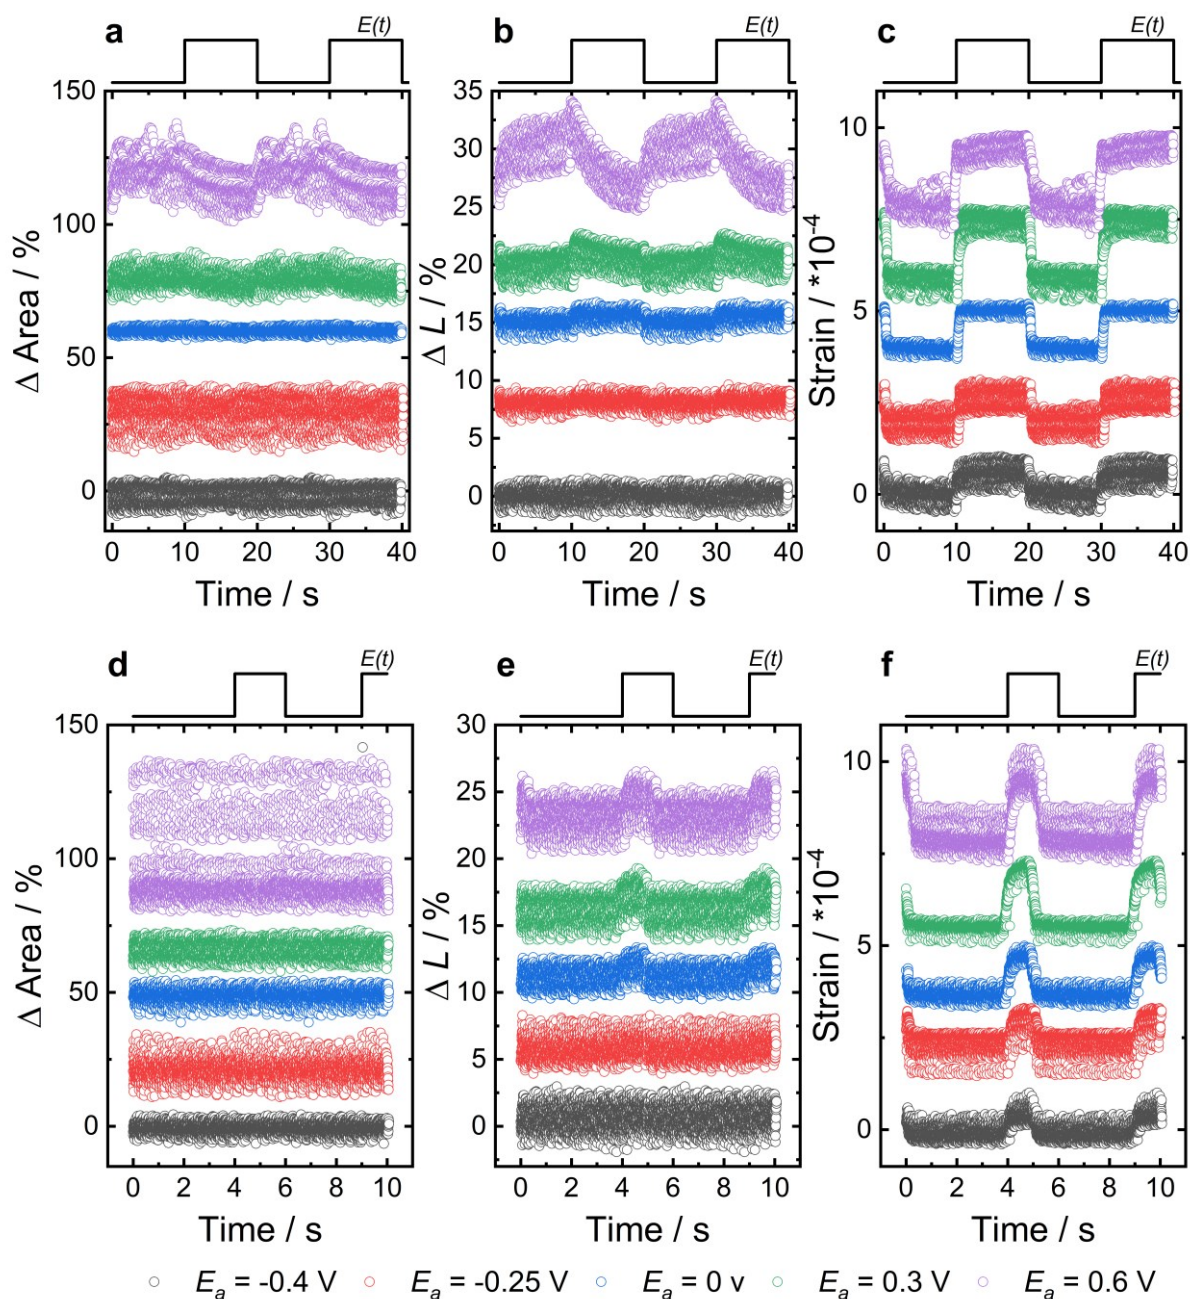 a E(t) b E(t) c E(t)
150 35 10
100 30
50 25
0 20
15
10
5
0
5
0
Δ Area / %
Δ L / %
Strain / *10-4
0 10 20 30 40 0 10 20 30 40 0 10 20 30 40
Time / s Time / s Time / s
d E(t) e E(t) f E(t)
150 30 10
100 25
50 20
0 15
10
5
0
5
0
Δ Area / %
Δ L / %
Strain / *10-4
0 2 4 6 8 10 0 2 4 6 8 10 0 2 4 6 8 10
Time / s Time / s Time / s
Ea = -0.4 V Ea = -0.25 V Ea = 0 v Ea = 0.3 V Ea = 0.6 V